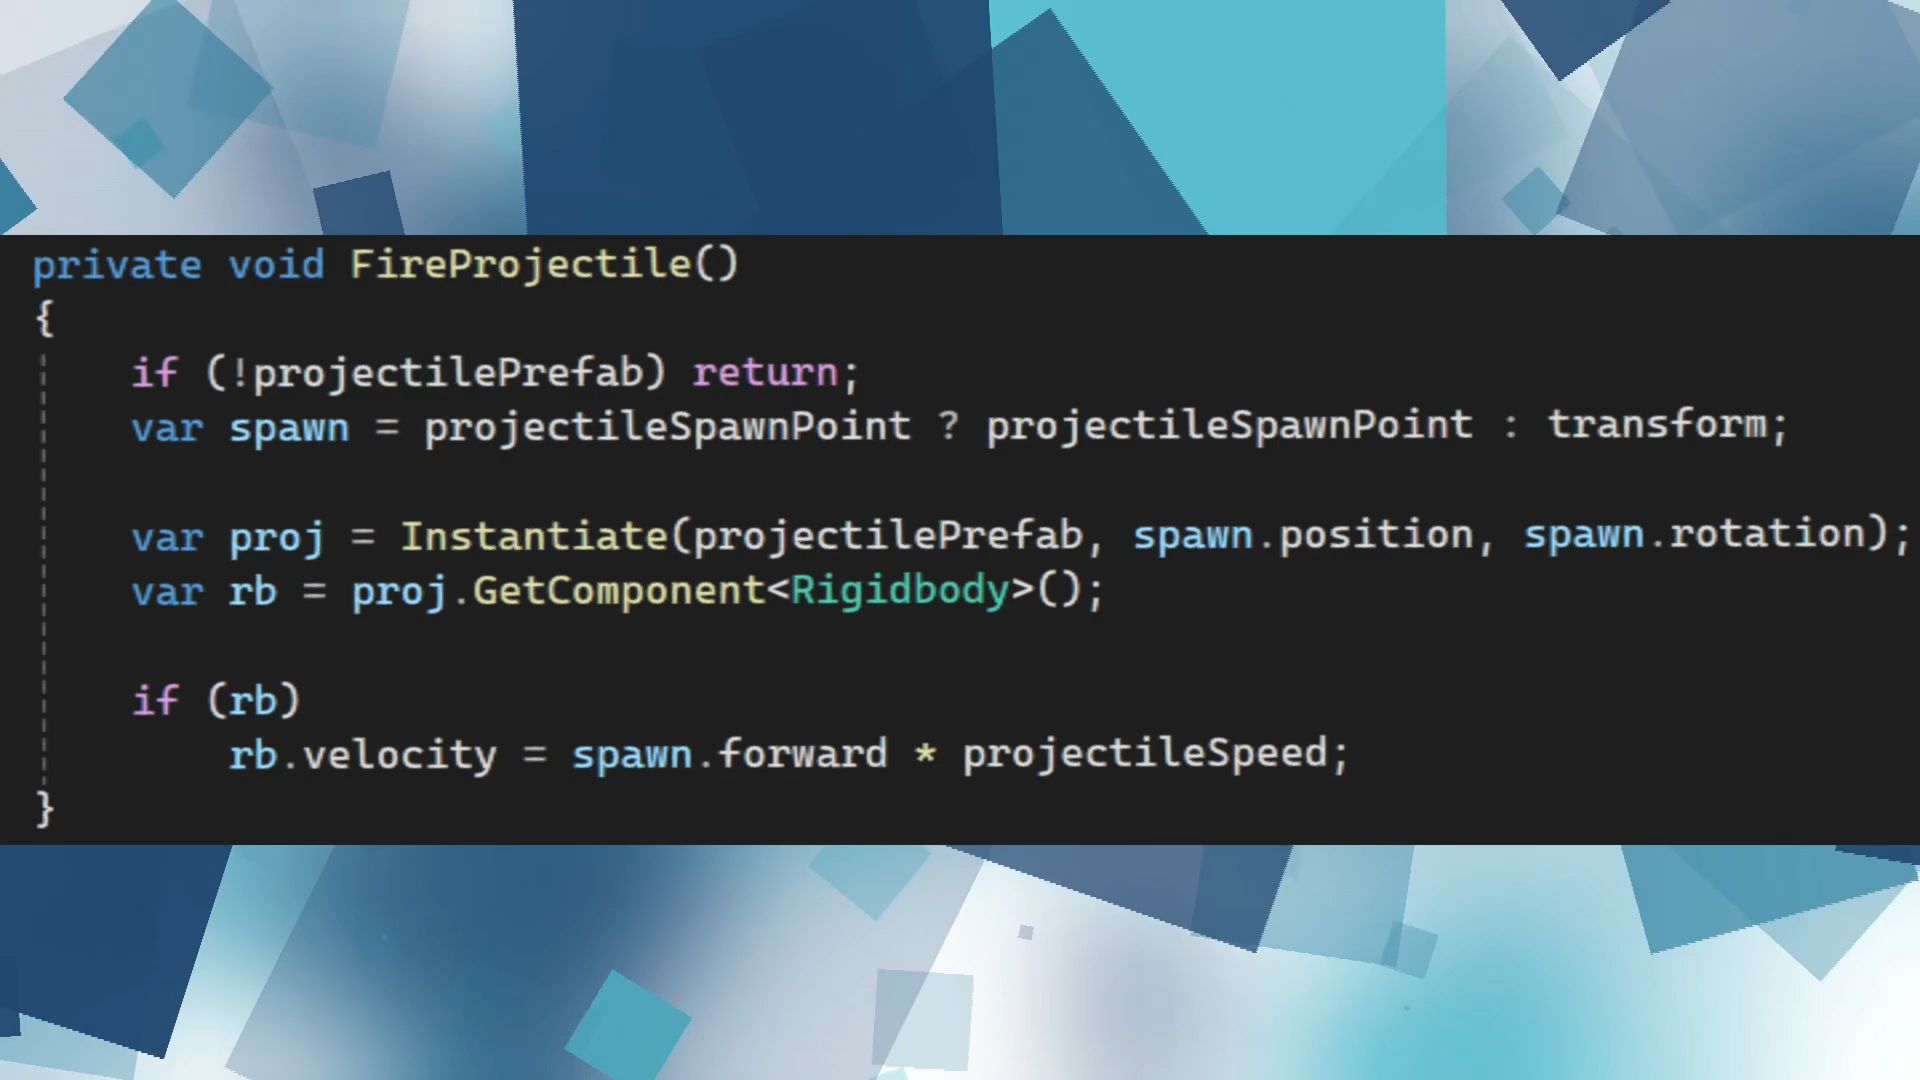 private void FireProjectile()
{
    if (!projectilePrefab) return;
    var spawn = projectileSpawnPoint ? projectileSpawnPoint : transform;
    var proj = Instantiate(projectilePrefab, spawn.position, spawn.rotation);
    var rb = proj.GetComponent<Rigidbody>();
    if (rb)
        rb.velocity = spawn.forward * projectileSpeed;
}